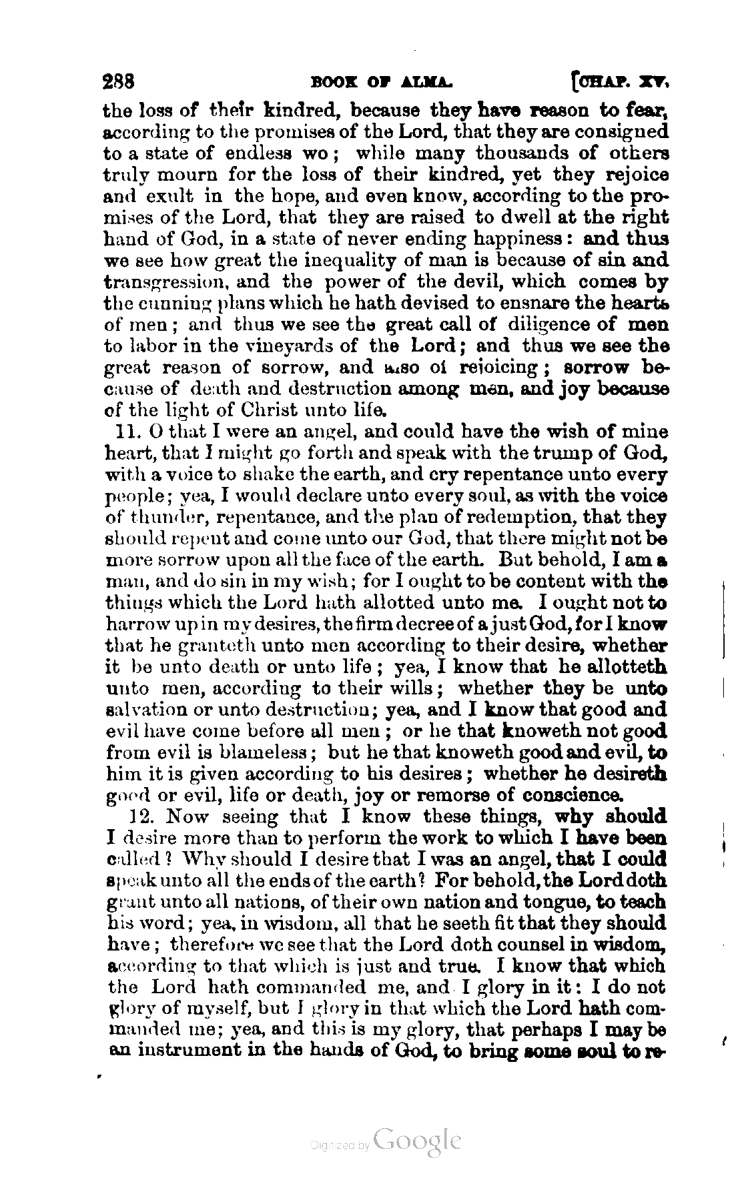 288 BOOK OF ALMA. [CHAP. XV,
the loss of their kindred, because they have reason to fear,
according to the promises of the Lord, that they are consigned
to a state of endless wo; while many thousands of others
truly mourn for the loss of their kindred, yet they rejoice
and exult in the hope, and even know, according to the pro-
mises of the Lord, that they are raised to dwell at the right
hand of God, in a state of never ending happiness: and thus
we see how great the inequality of man is because of sin and
transgression, and the power of the devil, which comes by
the cunning plans which he hath devised to ensnare the hearts
of men; and thus we see the great call of diligence of men
to labor in the vineyards of the Lord; and thus we see the
great reason of sorrow, and also of rejoicing; sorrow be-
cause of death and destruction among men, and joy because
of the light of Christ unto life.
11. O that I were an angel, and could have the wish of mine
heart, that I might go forth and speak with the trump of God,
with a voice to shake the earth, and cry repentance unto every
people; yea, I would declare unto every soul, as with the voice
of thunder, repentance, and the plan of redemption, that they
should repent and come unto our God, that there might not be
more sorrow upon all the face of the earth. But behold, I am a
man, and do sin in my wish; for I ought to be content with the
things which the Lord hath allotted unto me. I ought not to
harrow up in my desires, the firm decree of a just God, for I know
that he granteth unto men according to their desire, whether
it be unto death or unto life; yea, I know that he allotteth
unto men, according to their wills; whether they be unto
salvation or unto destruction; yea, and I know that good and
evil have come before all men; or he that knoweth not good
from evil is blameless; but he that knoweth good and evil, to
him it is given according to his desires; whether he desireth
good or evil, life or death, joy or remorse of conscience.
12. Now seeing that I know these things, why should
I desire more than to perform the work to which I have been
called? Why should I desire that I was an angel, that I could
speak unto all the ends of the earth? For behold, the Lord doth
grant unto all nations, of their own nation and tongue, to teach
his word; yea, in wisdom, all that he seeth fit that they should
have; therefore we see that the Lord doth counsel in wisdom,
according to that which is just and true. I know that which
the Lord hath commanded me, and I glory in it: I do not
glory of myself, but I glory in that which the Lord hath com-
manded me; yea, and this is my glory, that perhaps I may be
an instrument in the hands of God, to bring some soul to re-
Digitized by Google